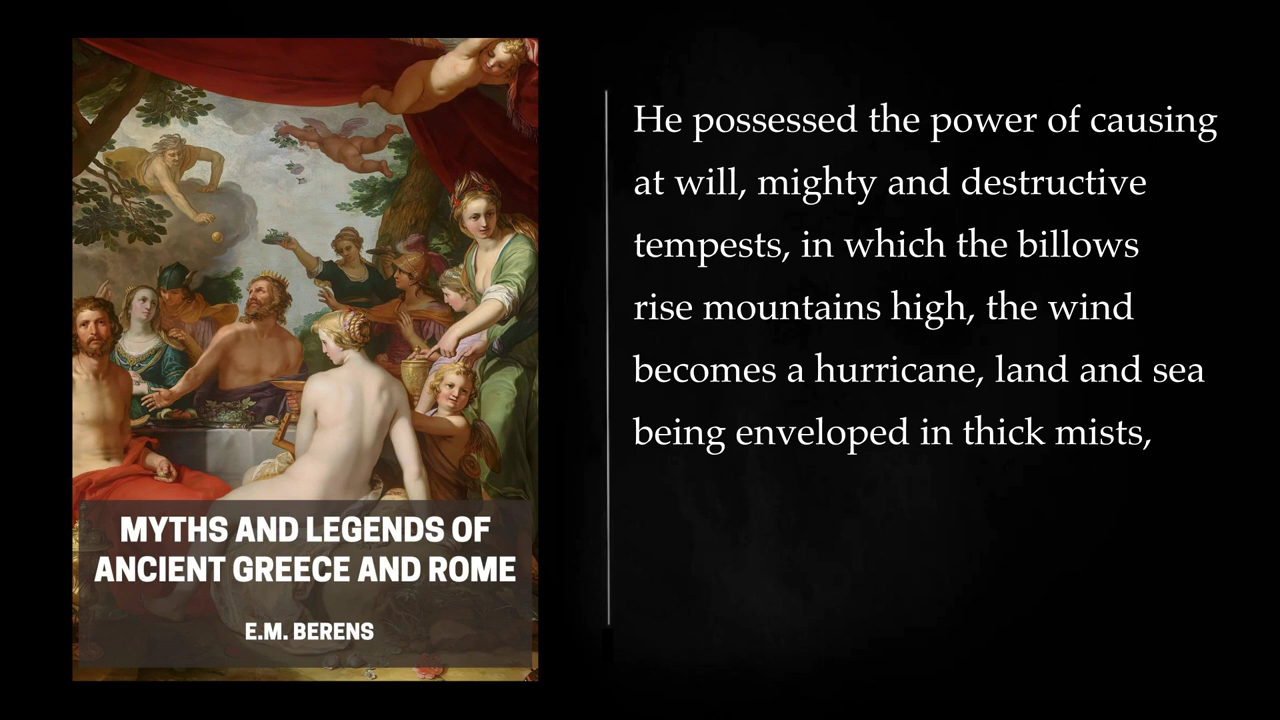 MYTHS AND LEGENDS OF
ANCIENT GREECE AND ROME
E.M. BERENS
He possessed the power of causing
at will, mighty and destructive
tempests, in which the billows
rise mountains high, the wind
becomes a hurricane, land and sea
being enveloped in thick mists,